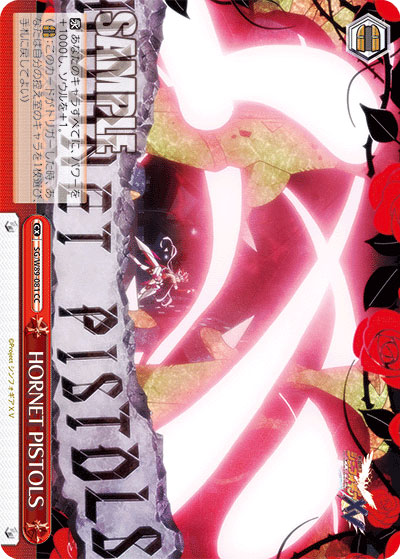 SAMPLE
HORNET PISTOLS
永 あなたのキャラすべてに、パワーを
+1000し、ソウルを+1。
( :このカードがトリガーした時、あ
なたは自分の控え室のキャラを1枚選び、
手札に戻してよい)
CX
SG/W89-081 CC
HORNET PISTOLS
©Project シンフォギアXV